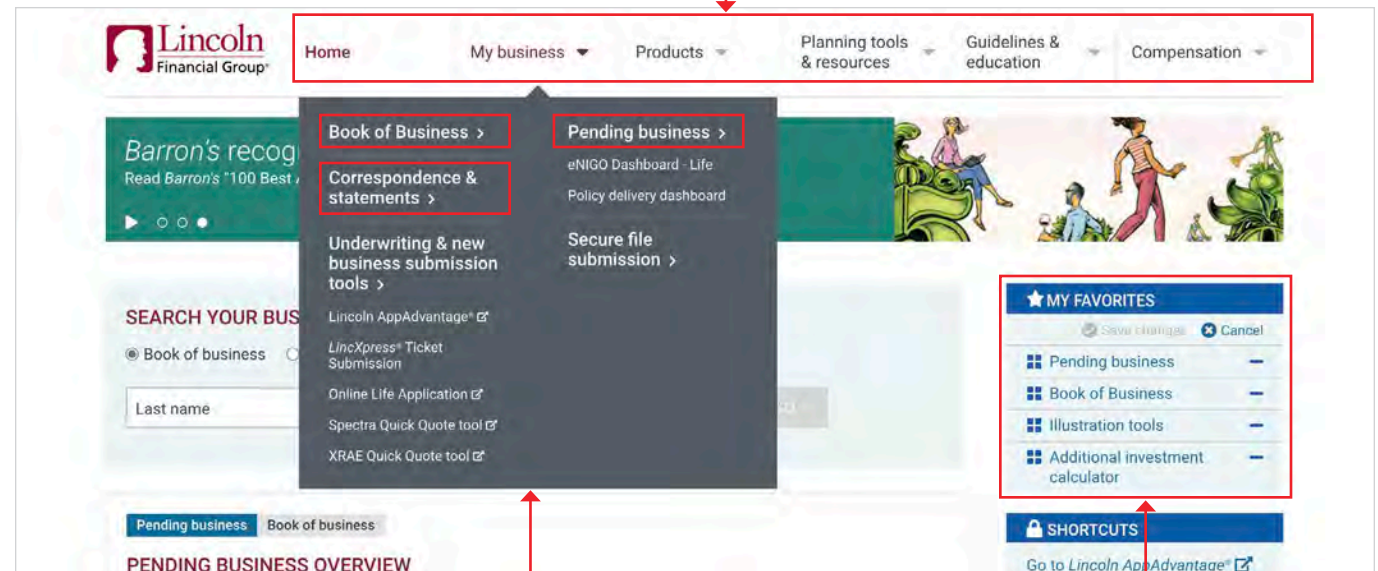 Lincoln
Financial Group®
Home
My business
Products
Planning tools
& resources
Guidelines &
education
Compensation
Barron's recog
Read Barron's "100 Best
Book of Business >
Correspondence &
statements >
Underwriting & new
business submission
tools >
Lincoln AppAdvantage®
LincXpress® Ticket
Submission
Online Life Application
Spectra Quick Quote tool
XRAE Quick Quote tool
Pending business >
eNIGO Dashboard - Life
Policy delivery dashboard
Secure file
submission >
SEARCH YOUR BUS
Book of business
Last name
MY FAVORITES
Save changes
Cancel
Pending business
Book of Business
Illustration tools
Additional investment
calculator
SHORTCUTS
Go to Lincoln AppAdvantage®
Pending business
Book of business
PENDING BUSINESS OVERVIEW